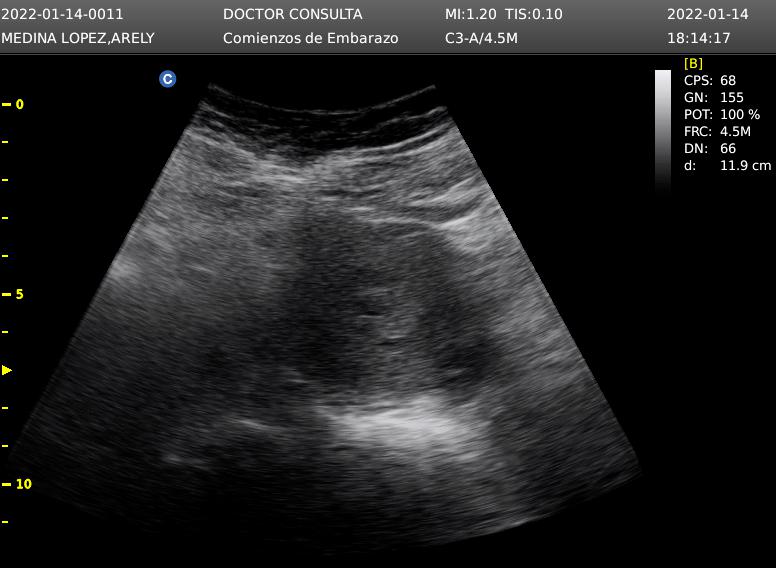 2022-01-14-0011 DOCTOR CONSULTA MI:1.20 TIS:0.10 2022-01-14
MEDINA LOPEZ,ARELY Comienzos de Embarazo C3-A/4.5M 18:14:17
C
[B]
CPS: 68
GN: 155
POT: 100 %
FRC: 4.5M
DN: 66
d: 11.9 cm
0
5
10